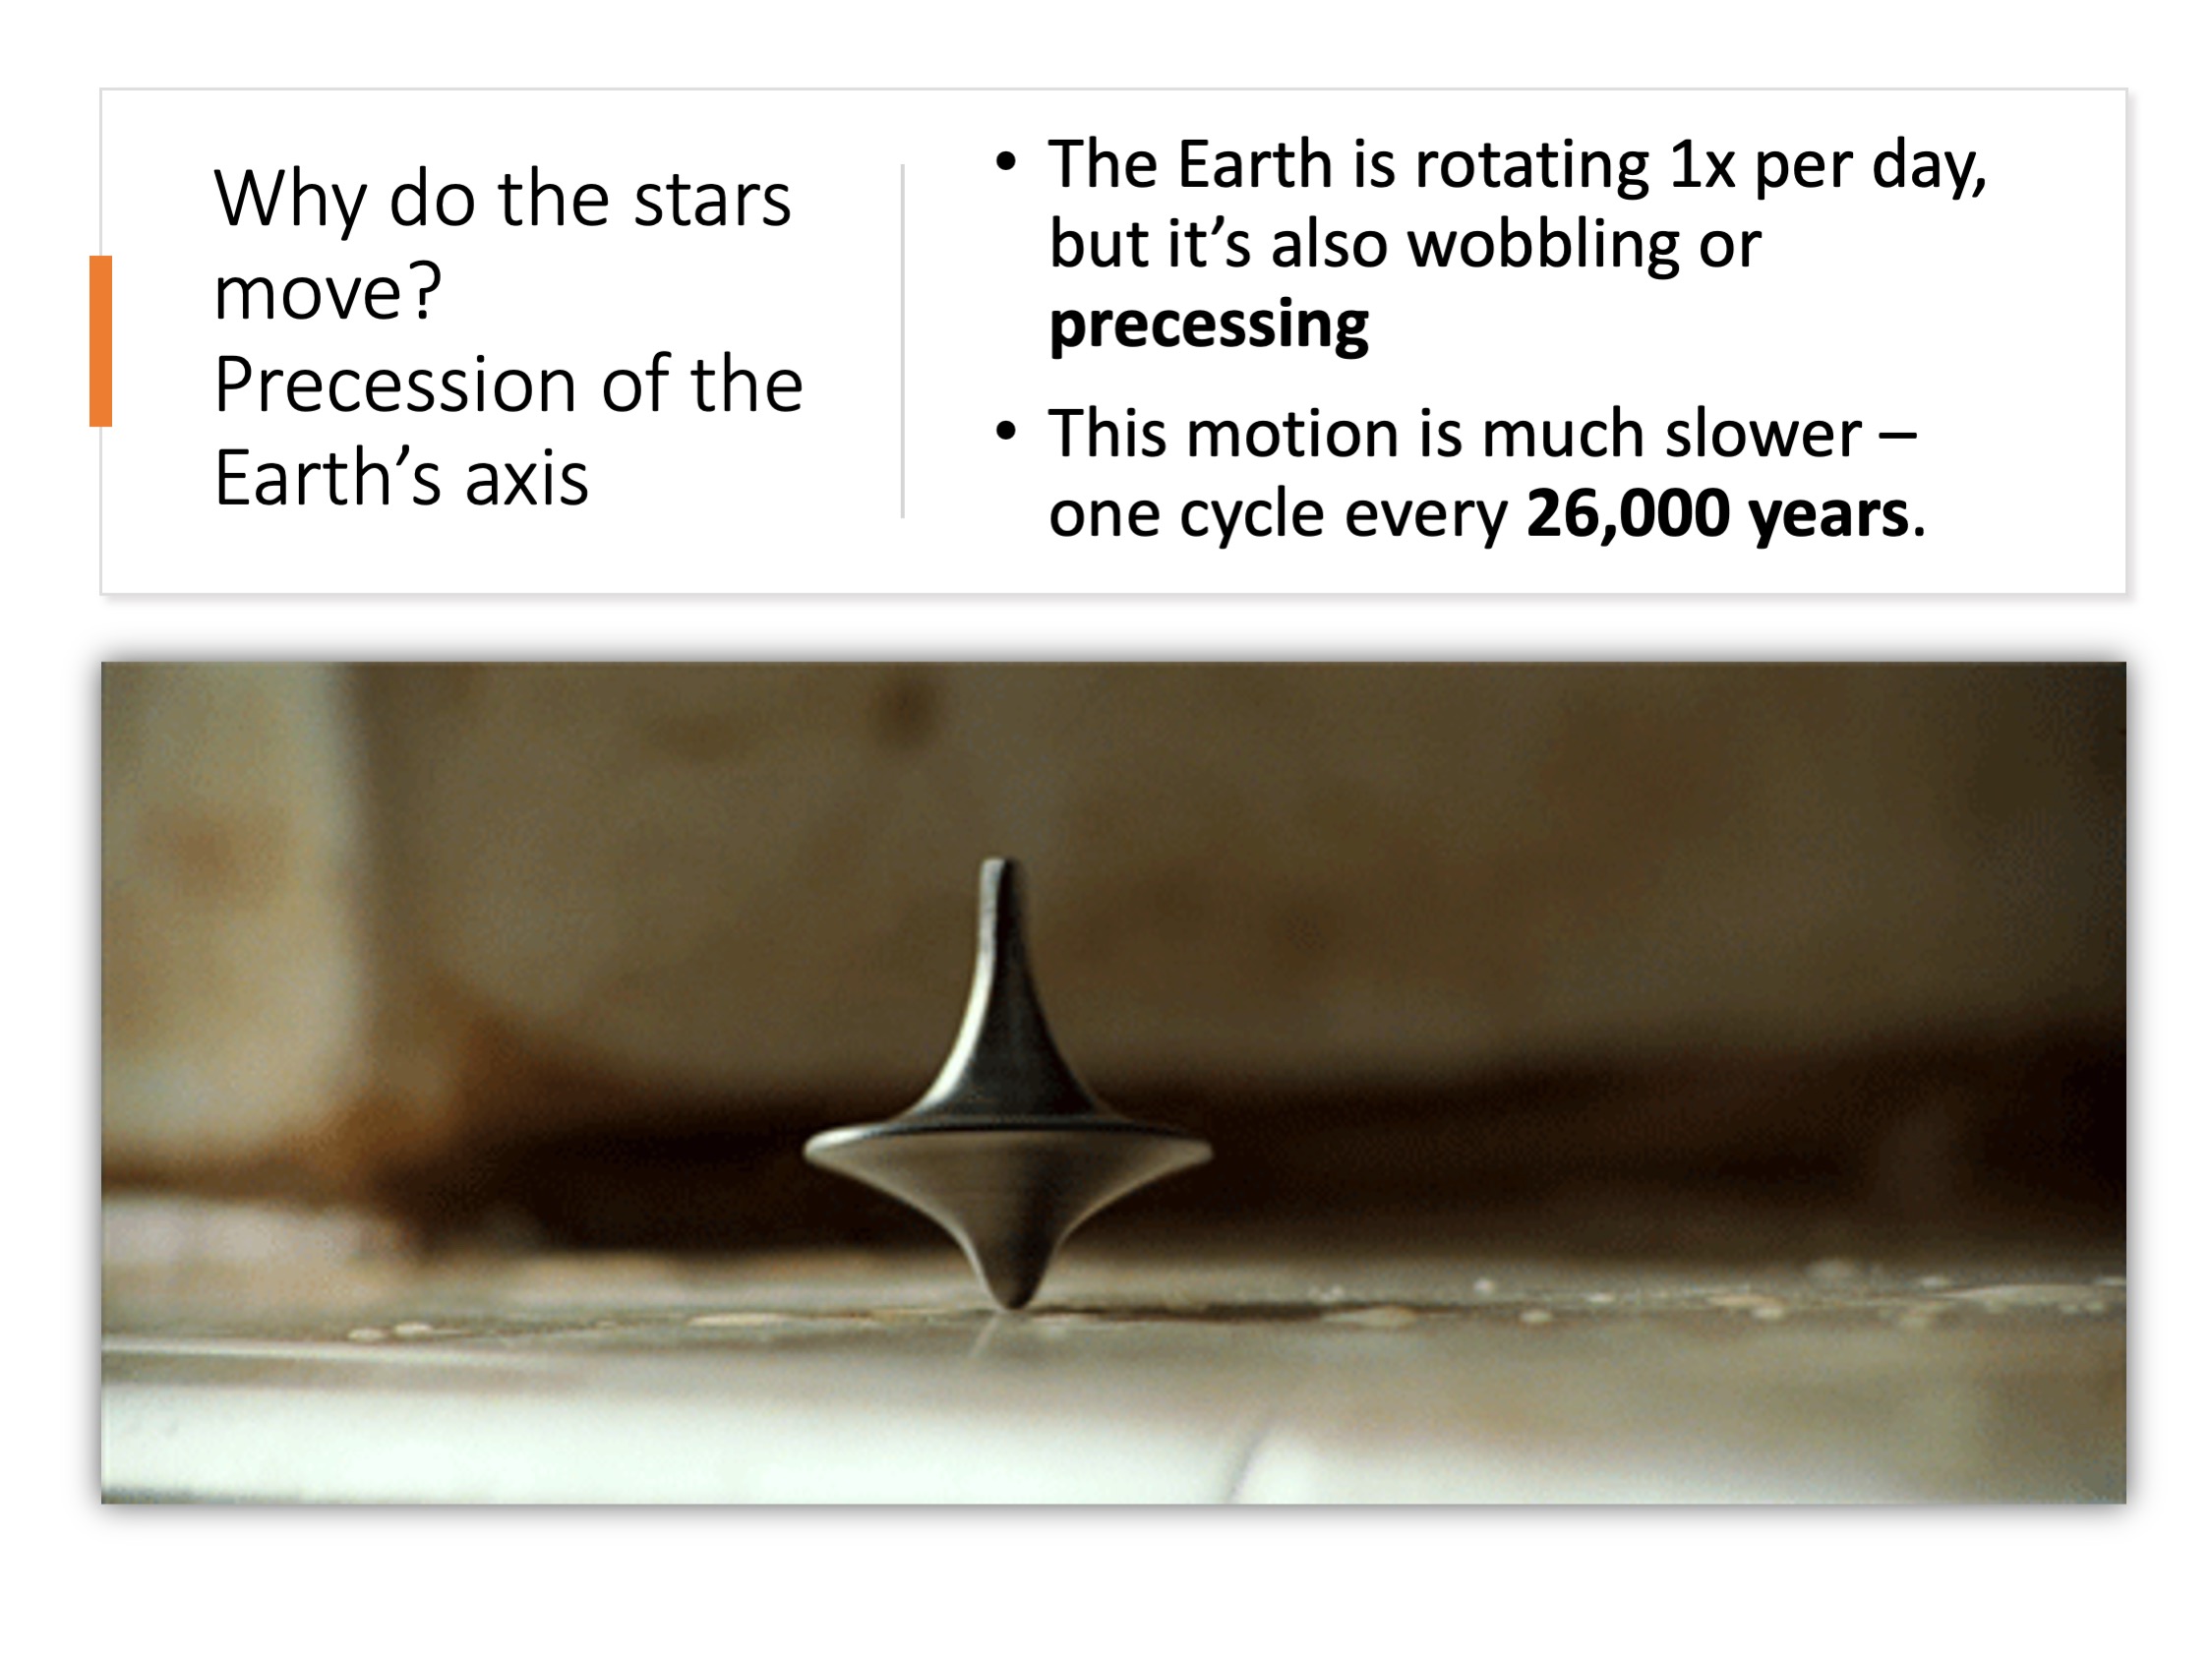 Why do the stars
move?
Precession of the
Earth’s axis
• The Earth is rotating 1x per day,
but it’s also wobbling or
precessing
• This motion is much slower –
one cycle every 26,000 years.